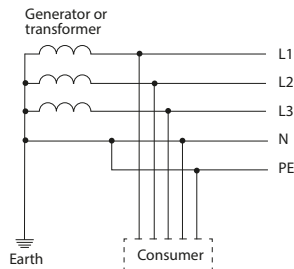 Generator or
transformer
L1
L2
L3
N
PE
Earth
Consumer